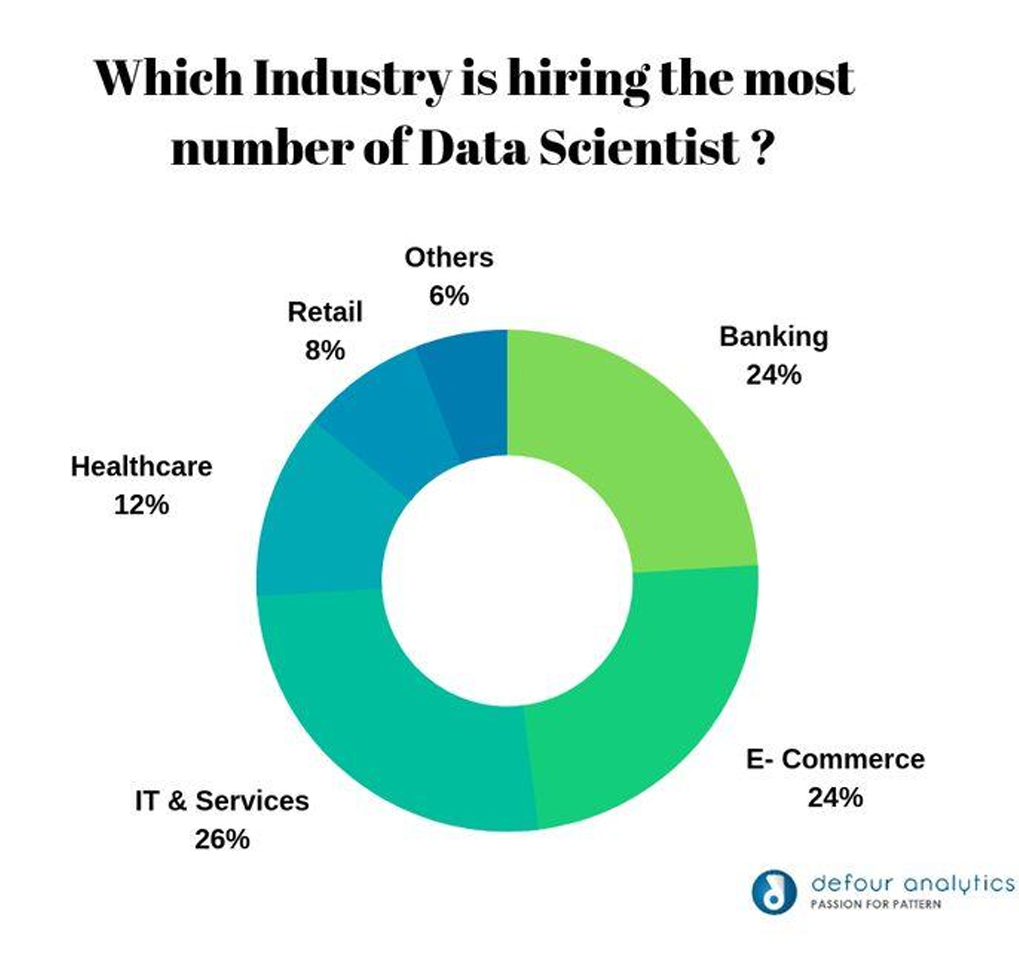 Which Industry is hiring the most
number of Data Scientist ?
Others
6%
Retail
8%
Banking
24%
Healthcare
12%
E- Commerce
24%
IT & Services
26%
defour analytics
PASSION FOR PATTERN